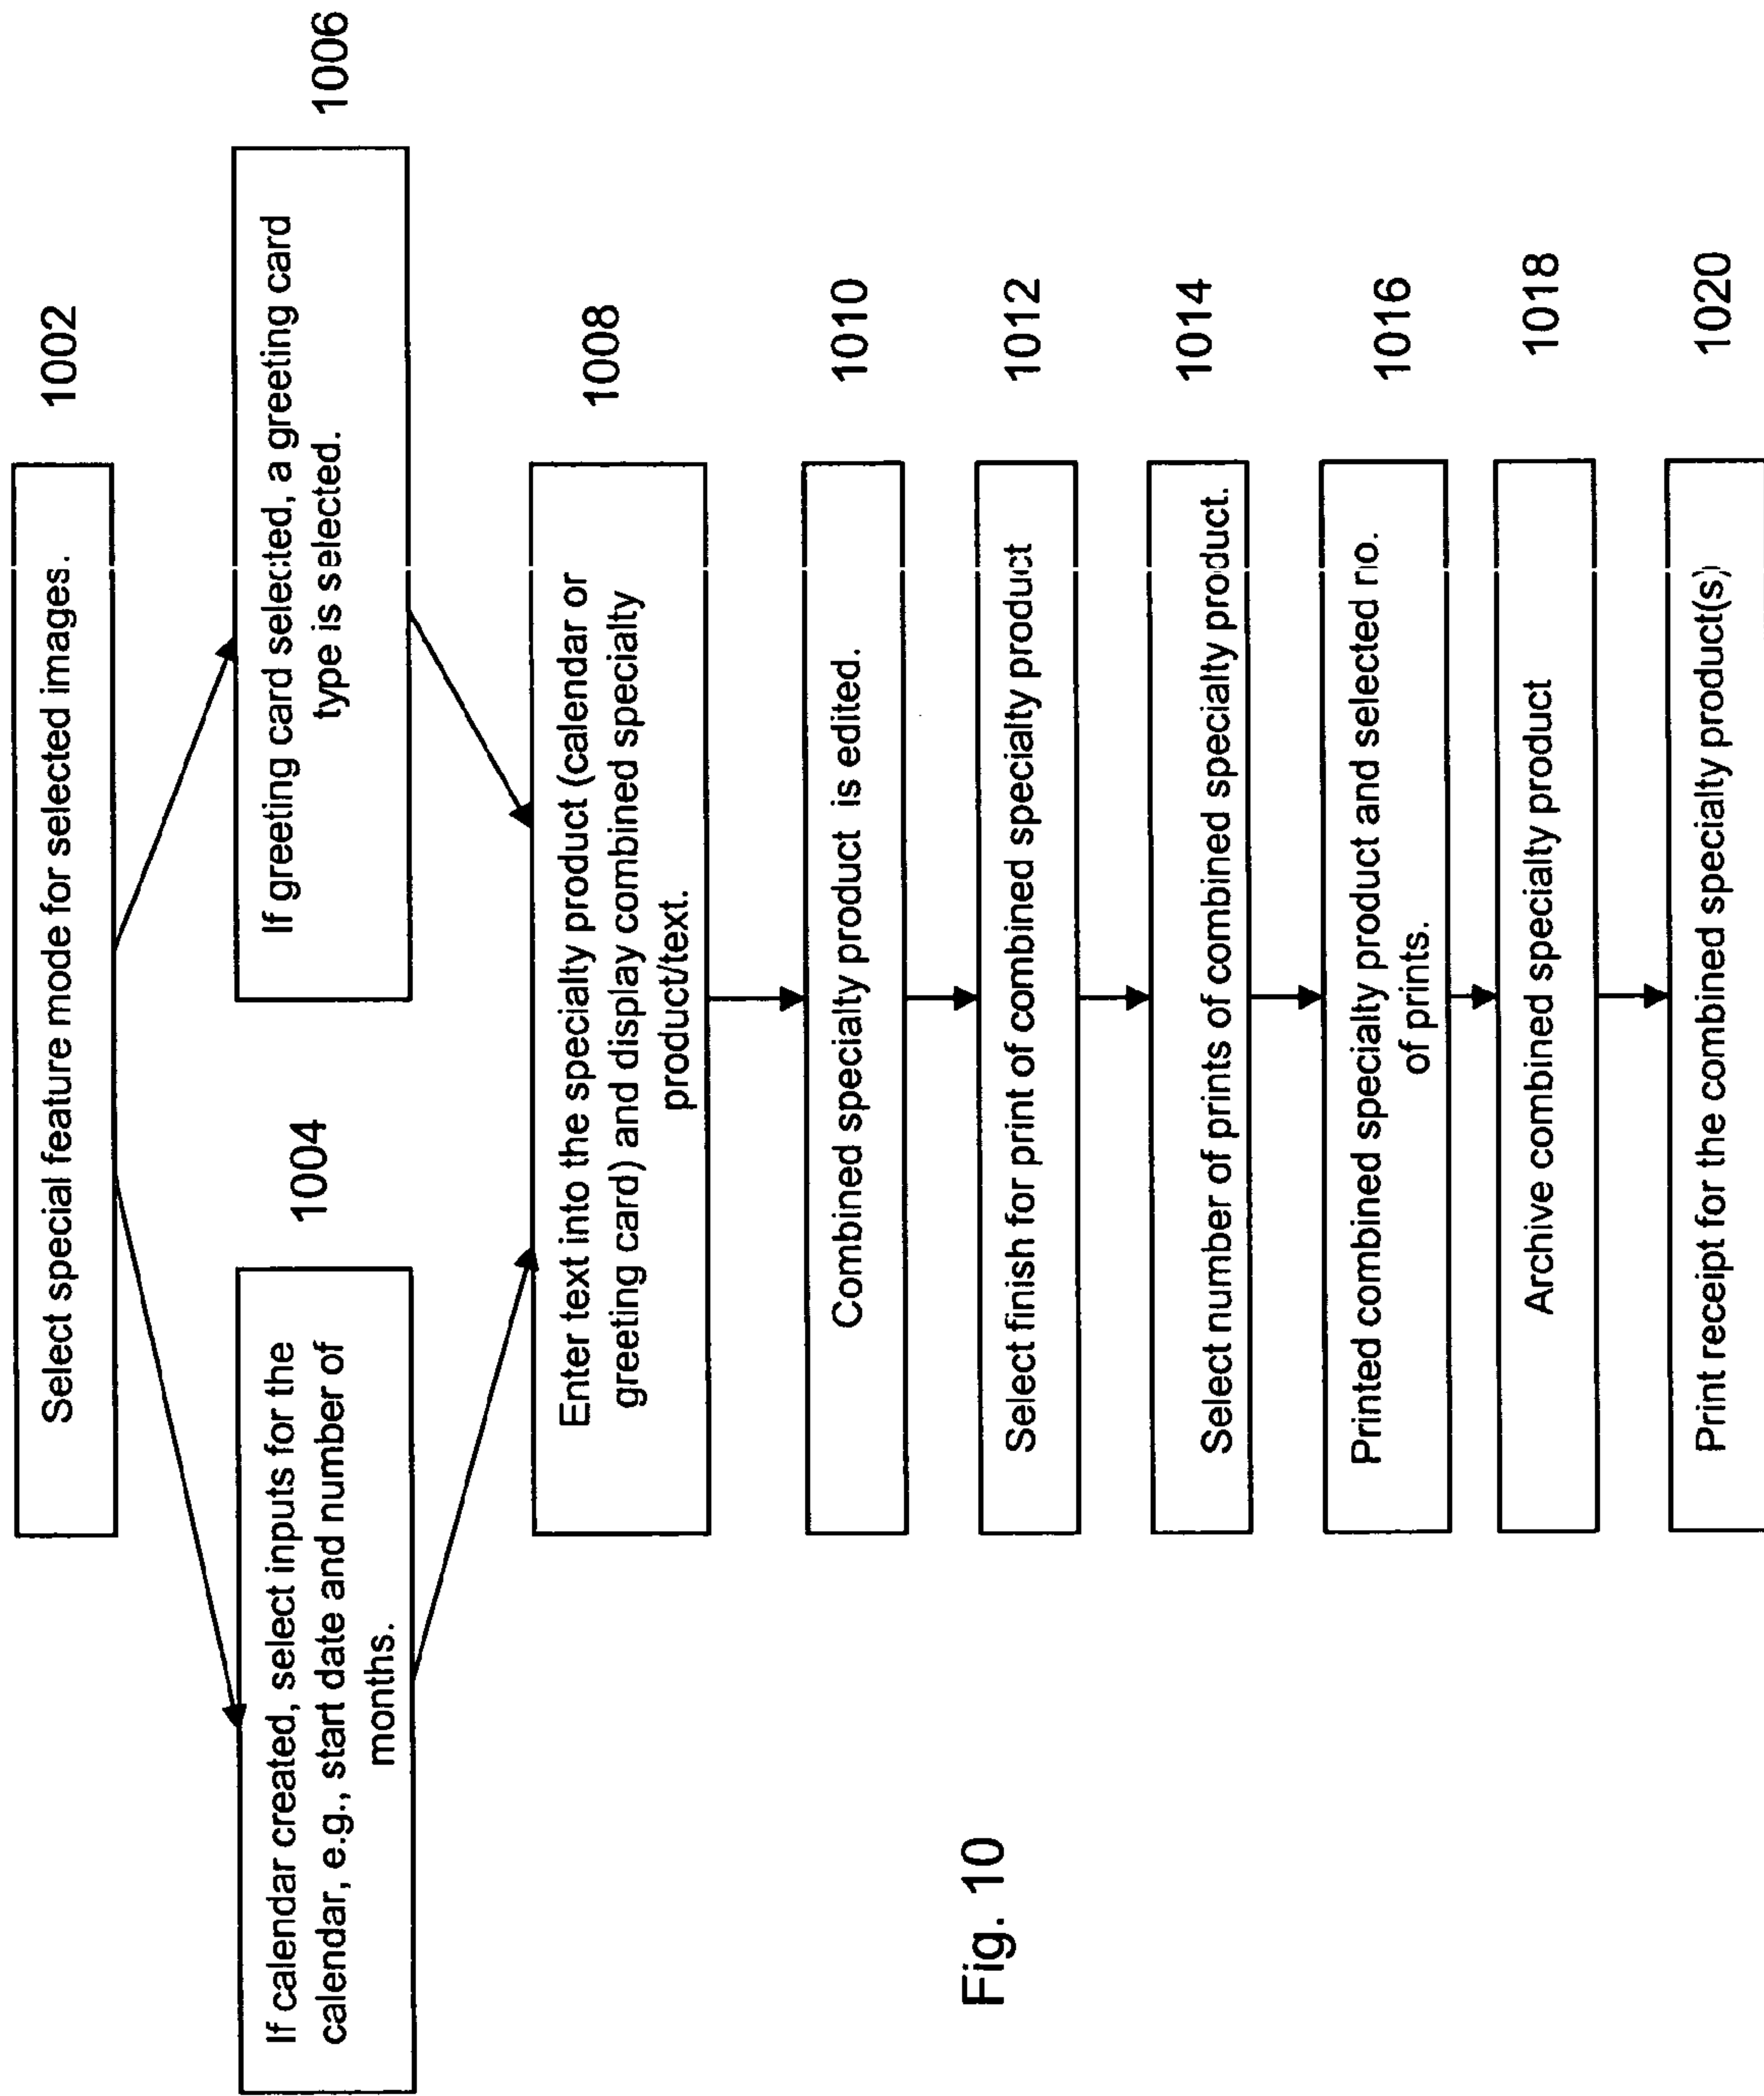 Select special feature mode for selected images.
1002
If calendar created, select inputs for the
calendar, e.g., start date and number of
months.
1004
If greeting card selected, a greeting card
type is selected.
1006
Enter text into the specialty product (calendar or
greeting card) and display combined specialty
product/text.
1008
Combined specialty product is edited.
1010
Select finish for print of combined specialty product
1012
Select number of prints of combined specialty product.
1014
Printed combined specialty product and selected no.
of prints.
1016
Archive combined specialty product
1018
Print receipt for the combined specialty product(s)
1020
Fig. 10